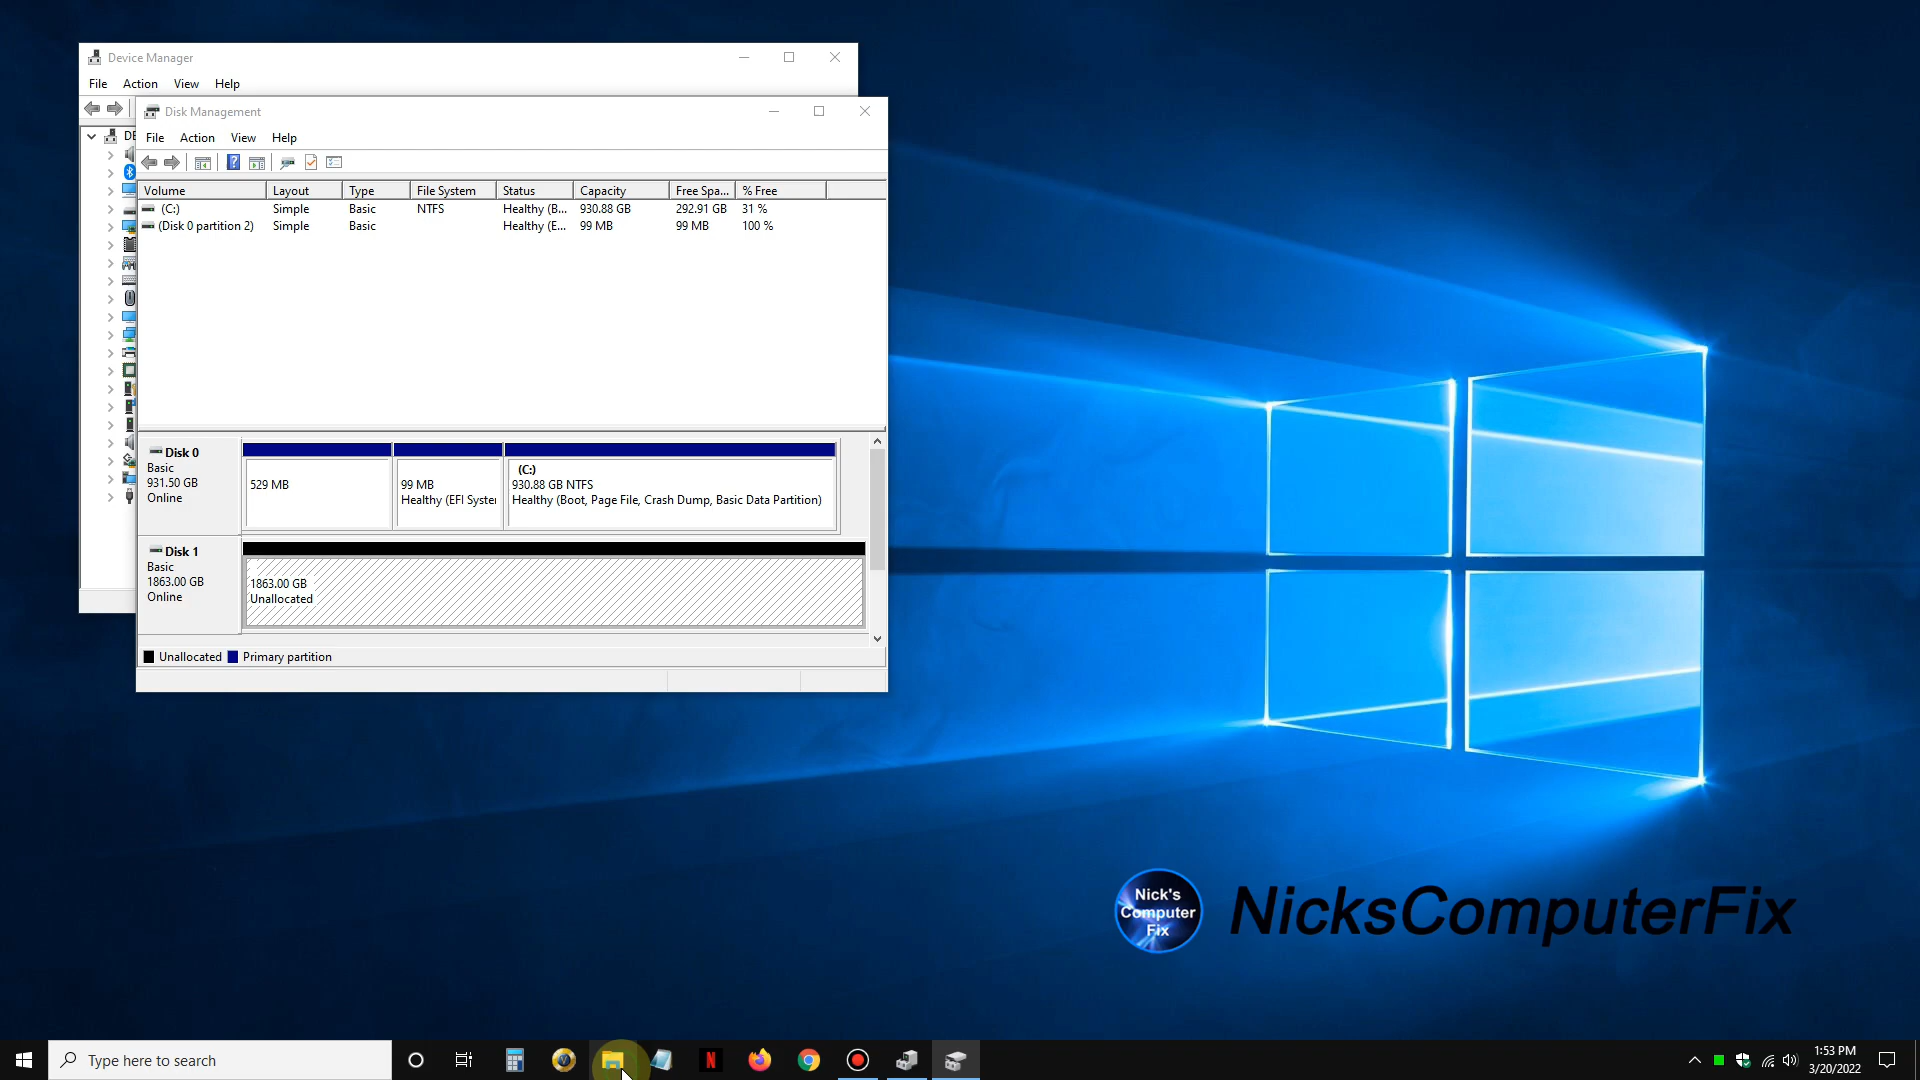 Device Manager
File Action View Help
DE
Disk Management
File Action View Help
Volume Layout Type File System Status Capacity Free Spa... % Free
(C:) Simple Basic NTFS Healthy (B... 930.88 GB 292.91 GB 31 %
(Disk 0 partition 2) Simple Basic Healthy (E... 99 MB 99 MB 100 %
Disk 0
Basic
931.50 GB
Online
529 MB
99 MB
Healthy (EFI Syster
(C:)
930.88 GB NTFS
Healthy (Boot, Page File, Crash Dump, Basic Data Partition)
Disk 1
Basic
1863.00 GB
Online
1863.00 GB
Unallocated
Unallocated Primary partition
Nick's
Computer
Fix
NicksComputerFix
Type here to search
N
1:53 PM
3/20/2022